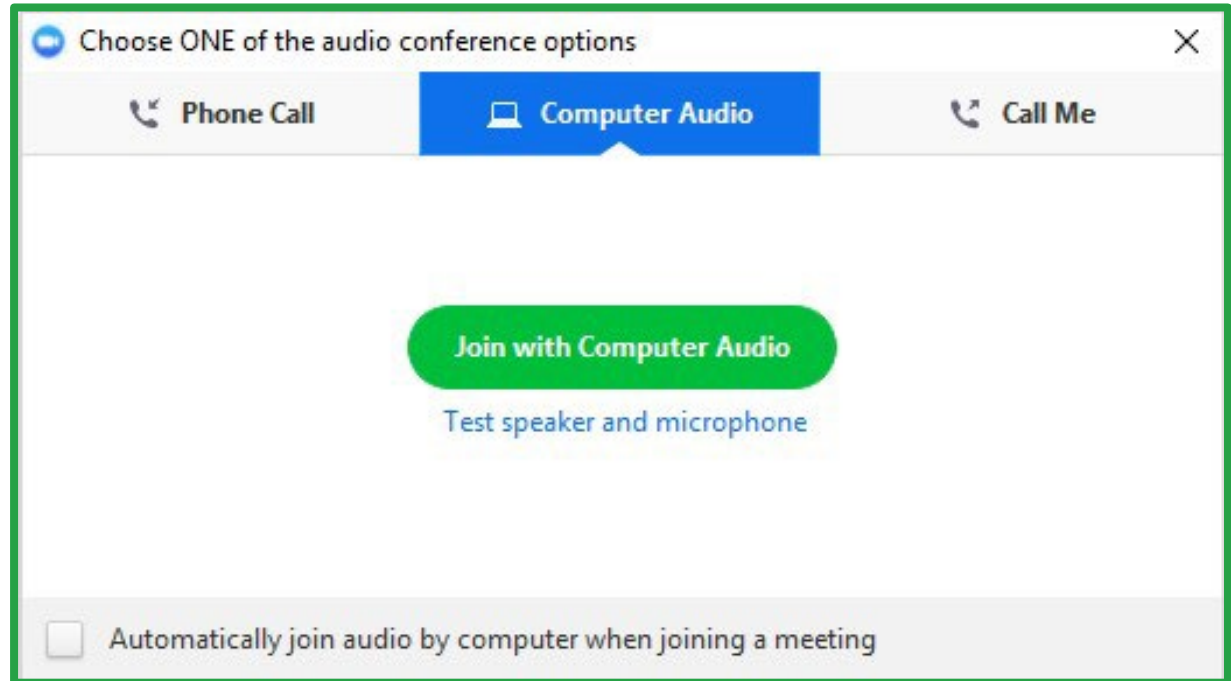 Choose ONE of the audio conference options
Phone Call
Computer Audio
Call Me
Join with Computer Audio
Test speaker and microphone
Automatically join audio by computer when joining a meeting